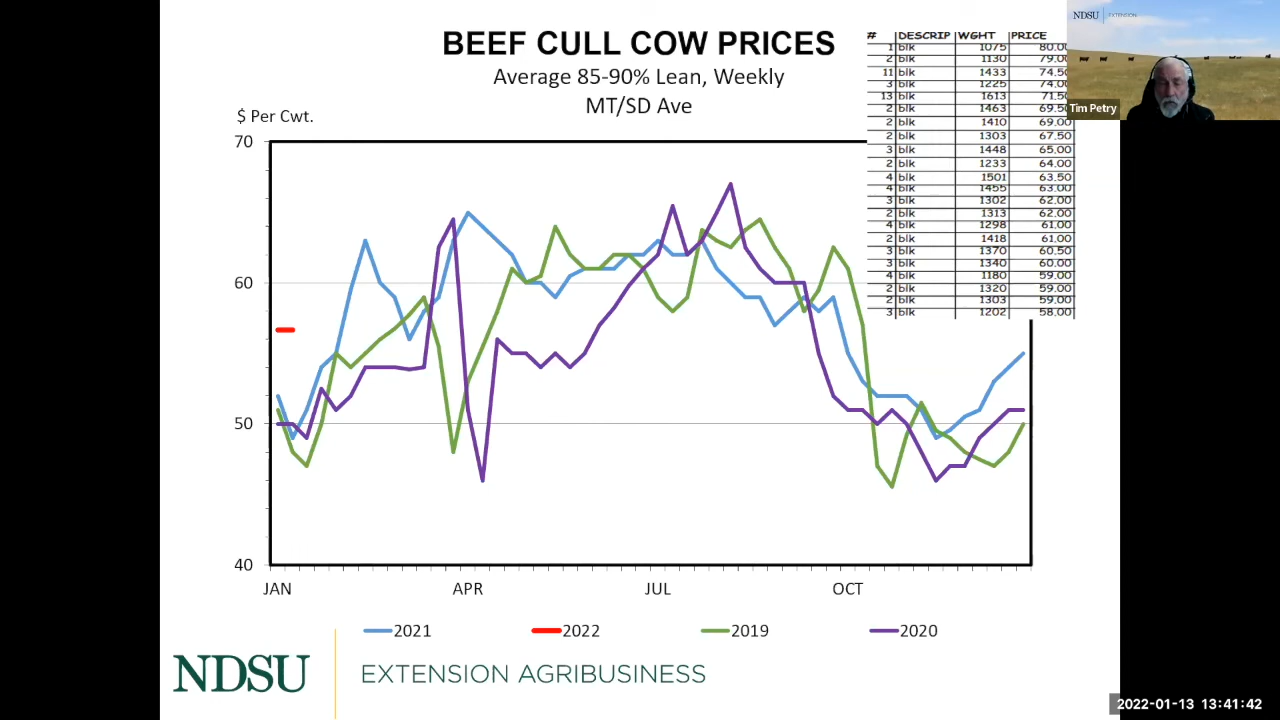 BEEF CULL COW PRICES
Average 85-90% Lean, Weekly
MT/SD Ave
$ Per Cwt.
70
60
50
40
JAN APR JUL OCT
2021 2022 2019 2020
# DESCRIP WGHT PRICE
1 blk 1075 80.00
2 blk 1130 79.00
11 blk 1433 74.50
3 blk 1225 74.00
13 blk 1613 71.50
2 blk 1463 69.50
2 blk 1410 69.00
2 blk 1303 67.50
3 blk 1448 65.00
2 blk 1233 64.00
4 blk 1501 63.50
4 blk 1455 63.00
3 blk 1302 62.00
2 blk 1313 62.00
4 blk 1298 61.00
2 blk 1418 61.00
3 blk 1370 60.50
3 blk 1340 60.00
4 blk 1180 59.00
2 blk 1320 59.00
2 blk 1303 59.00
3 blk 1202 58.00
NDSU EXTENSION
Tim Petry
NDSU EXTENSION AGRIBUSINESS
2022-01-13 13:41:42